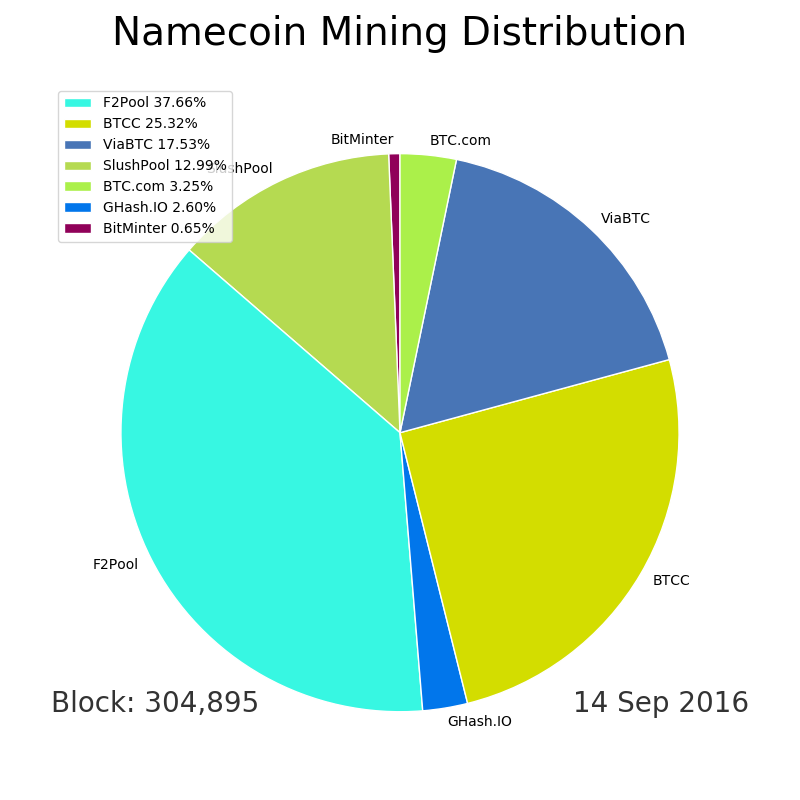 Namecoin Mining Distribution
F2Pool 37.66%
BTCC 25.32%
ViaBTC 17.53%
SlushPool 12.99%
BTC.com 3.25%
GHash.IO 2.60%
BitMinter 0.65%
BitMinter
BTC.com
SlushPool
ViaBTC
F2Pool
BTCC
Block: 304,895
14 Sep 2016
GHash.IO